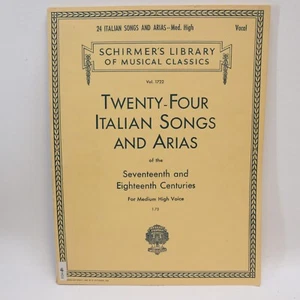 24 ITALIAN SONGS AND ARIAS—Med. High Vocal
SCHIRMER'S LIBRARY
OF MUSICAL CLASSICS
Vol. 1722
TWENTY-FOUR
ITALIAN SONGS
AND ARIAS
of the
Seventeenth and
Eighteenth Centuries
For Medium High Voice